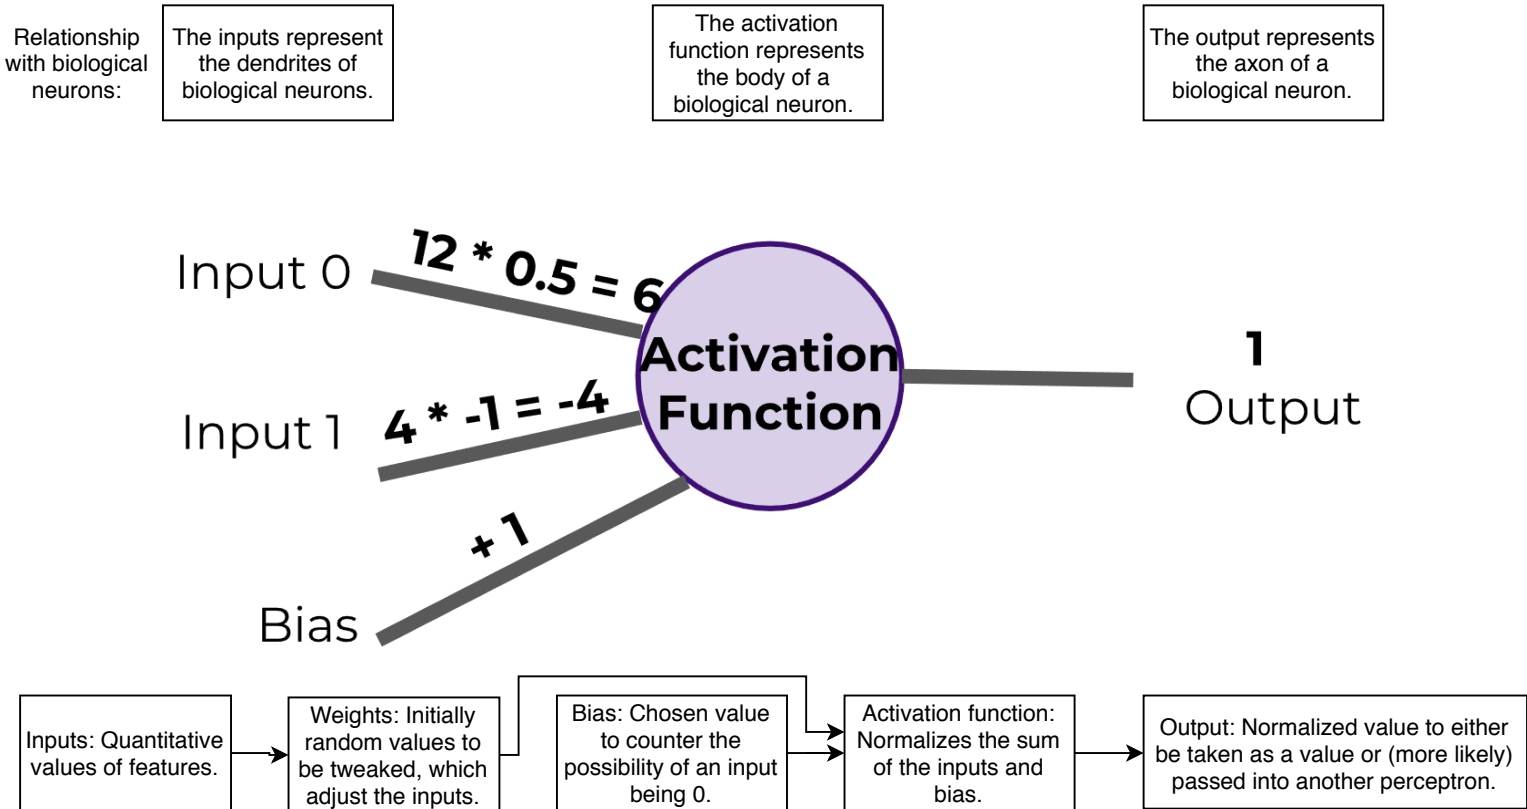 Relationship
with biological
neurons:
The inputs represent
the dendrites of
biological neurons.
The activation
function represents
the body of a
biological neuron.
The output represents
the axon of a
biological neuron.
Input 0
12 * 0.5 = 6
Input 1
4 * -1 = -4
Bias
+ 1
Activation
Function
1
Output
Inputs: Quantitative
values of features.
Weights: Initially
random values to
be tweaked, which
adjust the inputs.
Bias: Chosen value
to counter the
possibility of an input
being 0.
Activation function:
Normalizes the sum
of the inputs and
bias.
Output: Normalized value to either
be taken as a value or (more likely)
passed into another perceptron.